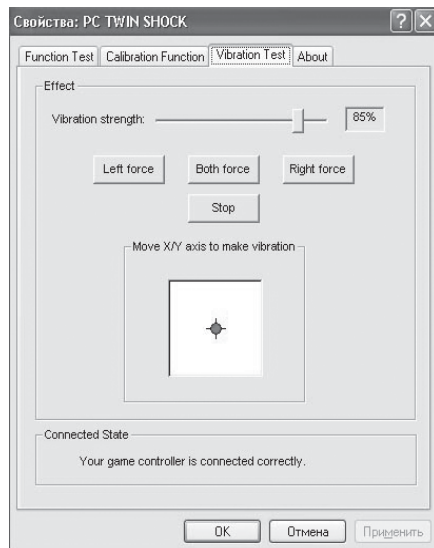 Свойства: PC TWIN SHOCK
Function Test Calibration Function Vibration Test About
Effect
Vibration strength: 85%
Left force Both force Right force
Stop
Move X/Y axis to make vibration
Connected State
Your game controller is connected correctly.
OK Отмена Применить